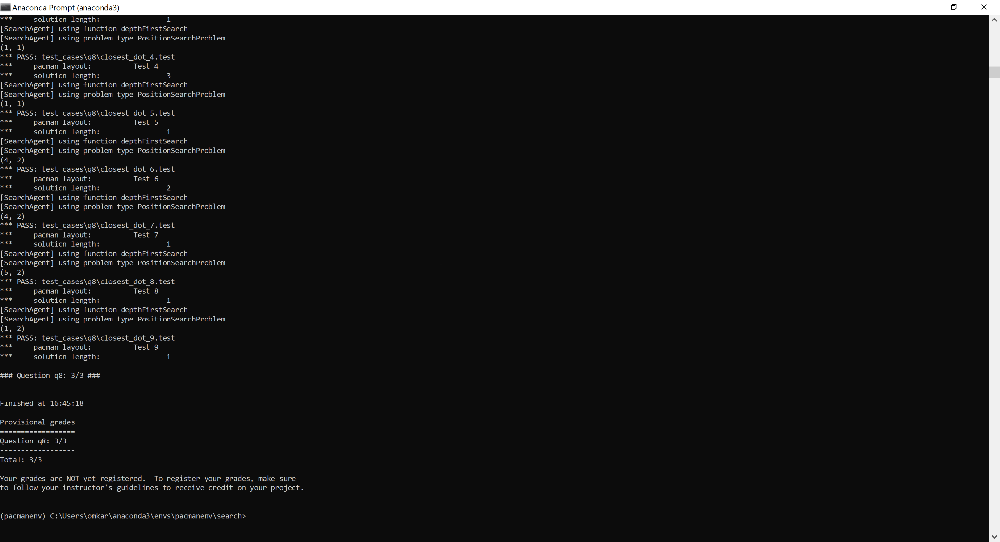 Anaconda Prompt (anaconda3)
***     solution length:                1
[SearchAgent] using function depthFirstSearch
[SearchAgent] using problem type PositionSearchProblem
(1, 1)
*** PASS: test_cases\q8\closest_dot_4.test
***     pacman layout:          Test 4
***     solution length:                3
[SearchAgent] using function depthFirstSearch
[SearchAgent] using problem type PositionSearchProblem
(1, 1)
*** PASS: test_cases\q8\closest_dot_5.test
***     pacman layout:          Test 5
***     solution length:                1
[SearchAgent] using function depthFirstSearch
[SearchAgent] using problem type PositionSearchProblem
(4, 2)
*** PASS: test_cases\q8\closest_dot_6.test
***     pacman layout:          Test 6
***     solution length:                2
[SearchAgent] using function depthFirstSearch
[SearchAgent] using problem type PositionSearchProblem
(4, 2)
*** PASS: test_cases\q8\closest_dot_7.test
***     pacman layout:          Test 7
***     solution length:                1
[SearchAgent] using function depthFirstSearch
[SearchAgent] using problem type PositionSearchProblem
(5, 2)
*** PASS: test_cases\q8\closest_dot_8.test
***     pacman layout:          Test 8
***     solution length:                1
[SearchAgent] using function depthFirstSearch
[SearchAgent] using problem type PositionSearchProblem
(1, 2)
*** PASS: test_cases\q8\closest_dot_9.test
***     pacman layout:          Test 9
***     solution length:                1
### Question q8: 3/3 ###
Finished at 16:45:18
Provisional grades
==================
Question q8: 3/3
------------------
Total: 3/3
Your grades are NOT yet registered.  To register your grades, make sure
to follow your instructor's guidelines to receive credit on your project.
(pacmanenv) C:\Users\omkar\anaconda3\envs\pacmanenv\search>